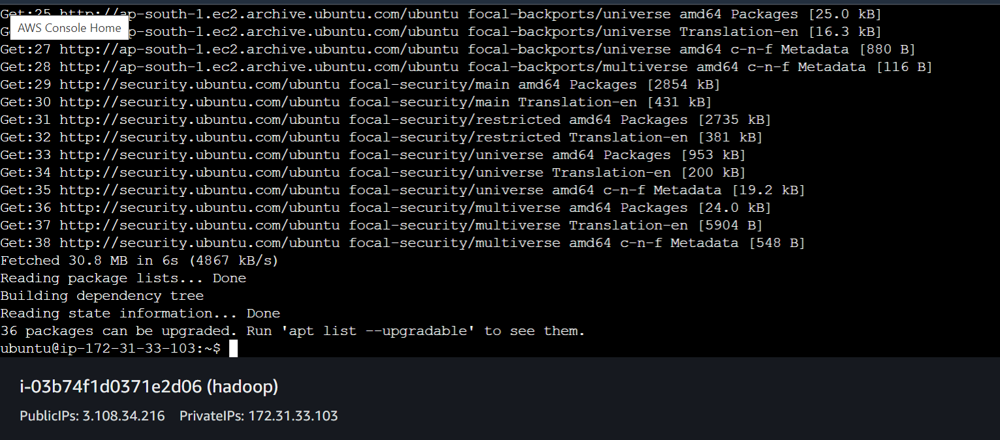 Get:25 http://ap-south-1.ec2.archive.ubuntu.com/ubuntu focal-backports/universe amd64 Packages [25.0 kB]
AWS Console Home
p-south-1.ec2.archive.ubuntu.com/ubuntu focal-backports/universe Translation-en [16.3 kB]
Get:27 http://ap-south-1.ec2.archive.ubuntu.com/ubuntu focal-backports/universe amd64 c-n-f Metadata [880 B]
Get:28 http://ap-south-1.ec2.archive.ubuntu.com/ubuntu focal-backports/multiverse amd64 c-n-f Metadata [116 B]
Get:29 http://security.ubuntu.com/ubuntu focal-security/main amd64 Packages [2854 kB]
Get:30 http://security.ubuntu.com/ubuntu focal-security/main Translation-en [431 kB]
Get:31 http://security.ubuntu.com/ubuntu focal-security/restricted amd64 Packages [2735 kB]
Get:32 http://security.ubuntu.com/ubuntu focal-security/restricted Translation-en [381 kB]
Get:33 http://security.ubuntu.com/ubuntu focal-security/universe amd64 Packages [953 kB]
Get:34 http://security.ubuntu.com/ubuntu focal-security/universe Translation-en [200 kB]
Get:35 http://security.ubuntu.com/ubuntu focal-security/universe amd64 c-n-f Metadata [19.2 kB]
Get:36 http://security.ubuntu.com/ubuntu focal-security/multiverse amd64 Packages [24.0 kB]
Get:37 http://security.ubuntu.com/ubuntu focal-security/multiverse Translation-en [5904 B]
Get:38 http://security.ubuntu.com/ubuntu focal-security/multiverse amd64 c-n-f Metadata [548 B]
Fetched 30.8 MB in 6s (4867 kB/s)
Reading package lists... Done
Building dependency tree
Reading state information... Done
36 packages can be upgraded. Run 'apt list --upgradable' to see them.
ubuntu@ip-172-31-33-103:~$
i-03b74f1d0371e2d06 (hadoop)
PublicIPs: 3.108.34.216 PrivateIPs: 172.31.33.103